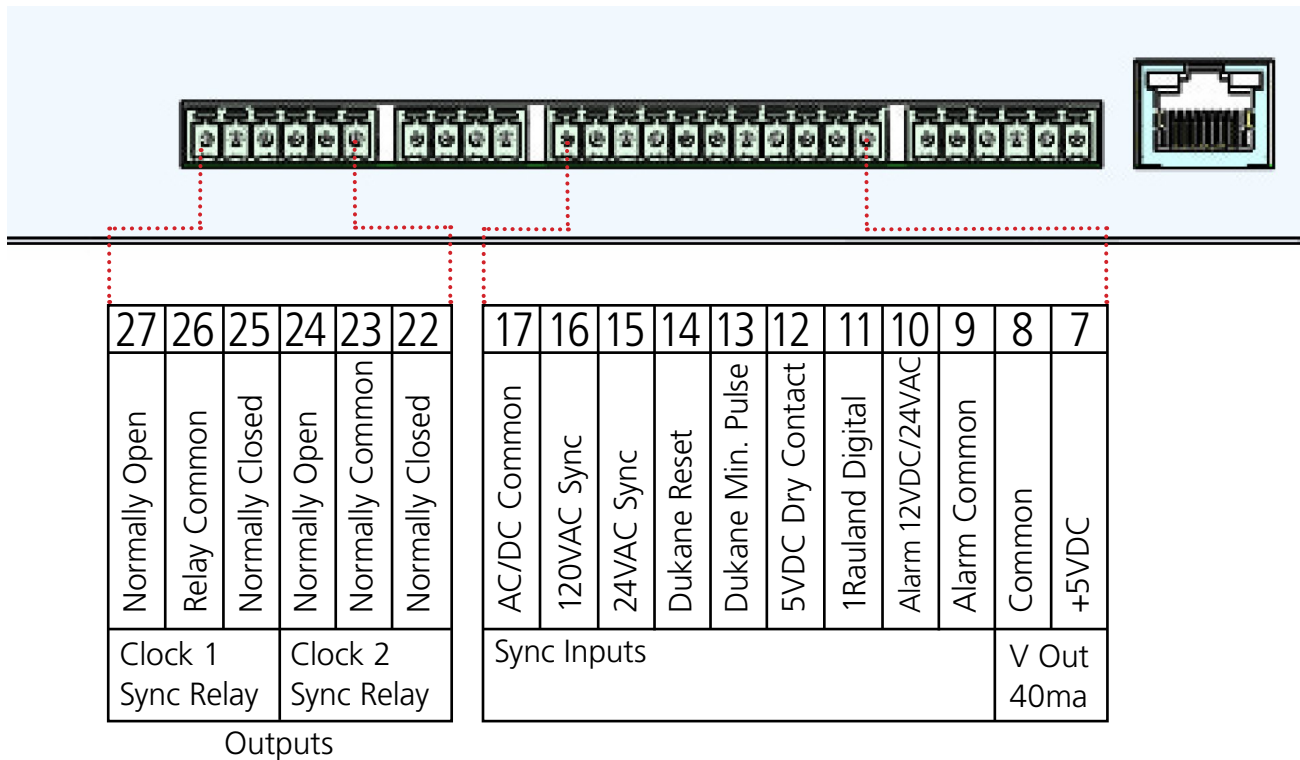 27 26 25 24 23 22
Normally Open
Relay Common
Normally Closed
Normally Open
Normally Common
Normally Closed
Clock 1
Sync Relay
Clock 2
Sync Relay
Outputs
17 16 15 14 13 12 11 10 9 8 7
AC/DC Common
120VAC Sync
24VAC Sync
Dukane Reset
Dukane Min. Pulse
5VDC Dry Contact
1Rauland Digital
Alarm 12VDC/24VAC
Alarm Common
Common
+5VDC
Sync Inputs
V Out
40ma